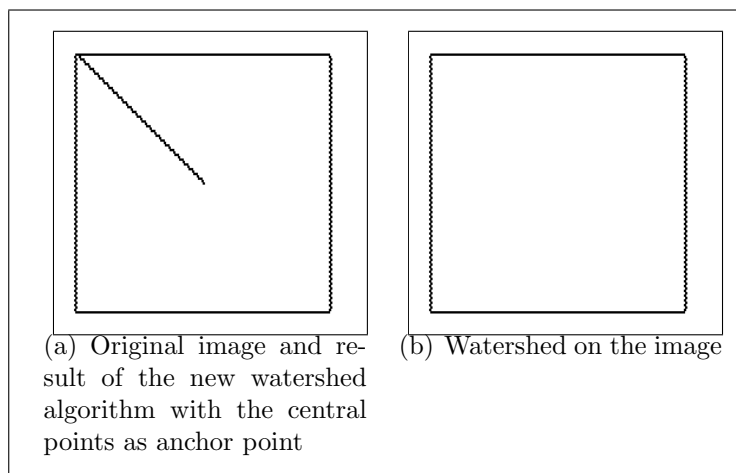 (a) Original image and re-
sult of the new watershed
algorithm with the central
points as anchor point
(b) Watershed on the image